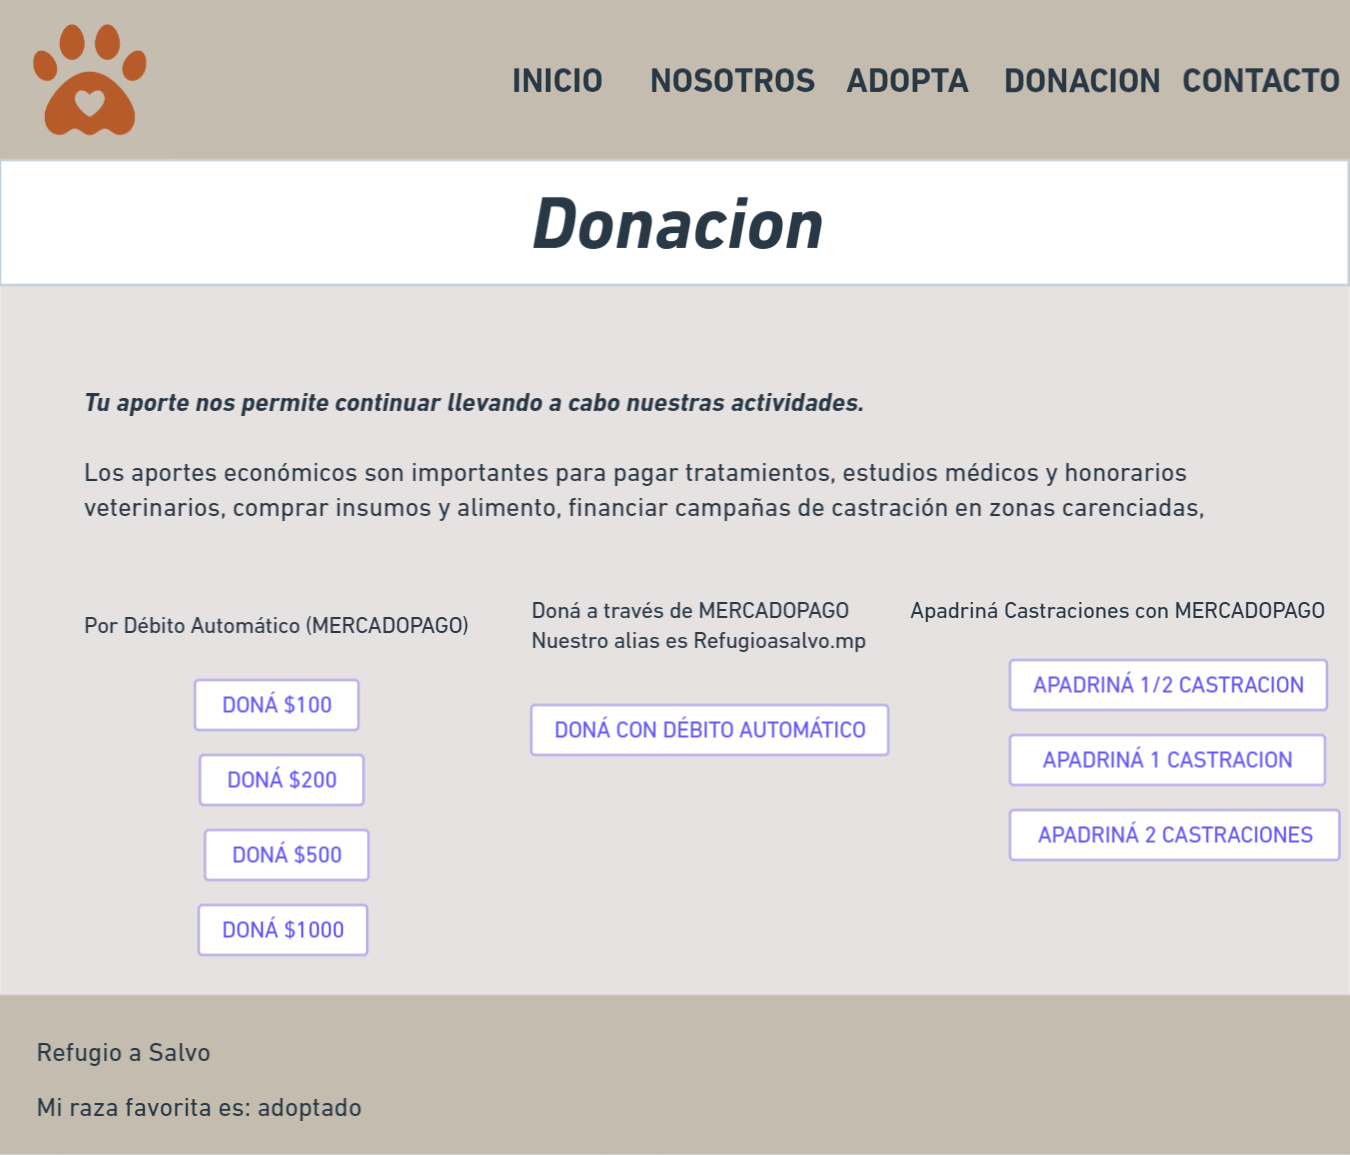 INICIO NOSOTROS ADOPTA DONACION CONTACTO
Donacion
Tu aporte nos permite continuar llevando a cabo nuestras actividades.
Los aportes económicos son importantes para pagar tratamientos, estudios médicos y honorarios
veterinarios, comprar insumos y alimento, financiar campañas de castración en zonas carenciadas,
Por Débito Automático (MERCADOPAGO)
DONÁ $100
DONÁ $200
DONÁ $500
DONÁ $1000
Doná a través de MERCADOPAGO
Nuestro alias es Refugioasalvo.mp
DONÁ CON DÉBITO AUTOMÁTICO
Apadriná Castraciones con MERCADOPAGO
APADRINÁ 1/2 CASTRACION
APADRINÁ 1 CASTRACION
APADRINÁ 2 CASTRACIONES
Refugio a Salvo
Mi raza favorita es: adoptado